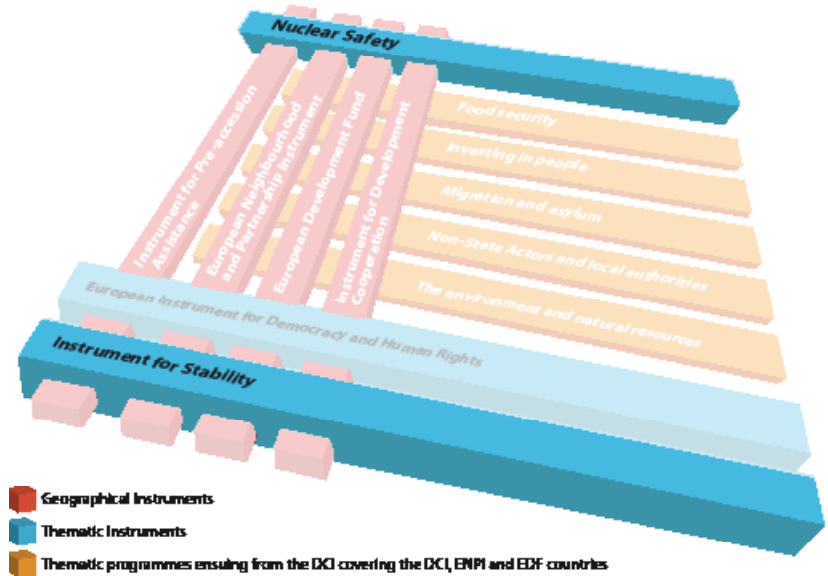 Nuclear Safety
Food security
Investing in people
Migration and asylum
Non-State Actors and local authorities
The environment and natural resources
Instrument for Pre-accession
Assistance
European Neighbourhood
and Partnership Instrument
European Development Fund
Instrument for Development
Cooperation
European Instrument for Democracy and Human Rights
Instrument for Stability
Geographical Instruments
Thematic Instruments
Thematic programmes ensuing from the DCI covering the DCI, ENPI and EDF countries